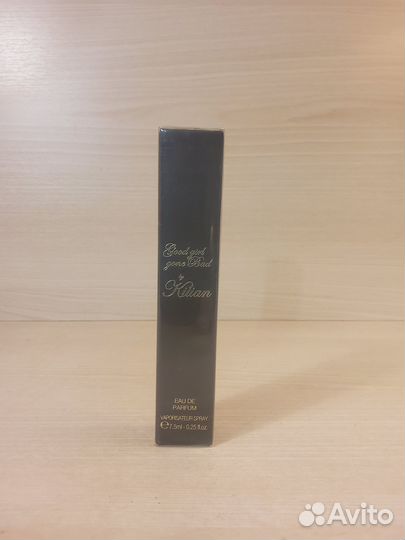 Good girl
gone Bad
by
Kilian
EAU DE
PARFUM
VAPORISATEUR SPRAY
℮7.5ml - 0.25 fl.oz.
Avito